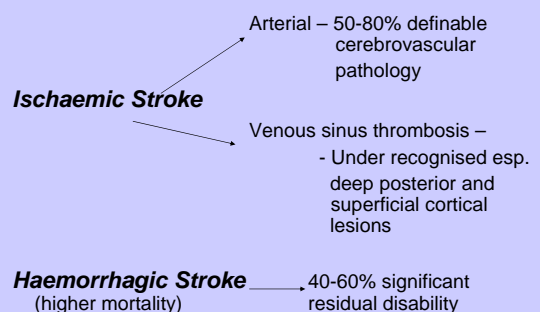 Arterial – 50-80% definable
cerebrovascular
pathology
Ischaemic Stroke
Venous sinus thrombosis –
- Under recognised esp.
deep posterior and
superficial cortical
lesions
Haemorrhagic Stroke
(higher mortality)
40-60% significant
residual disability